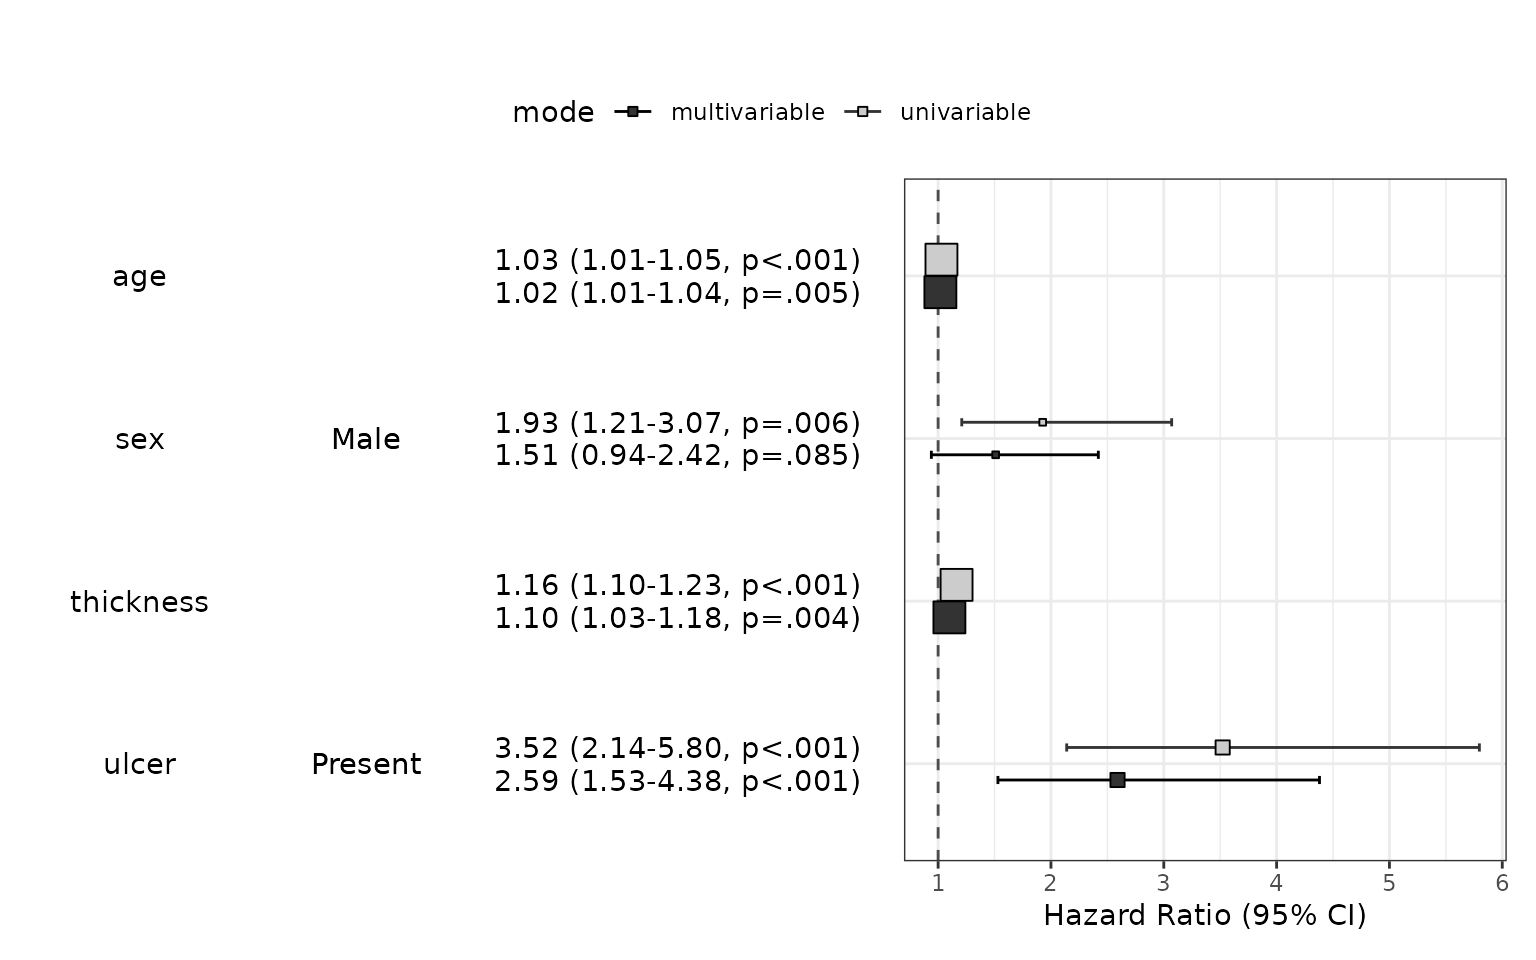 mode multivariable univariable
age 1.03 (1.01-1.05, p<.001)
1.02 (1.01-1.04, p=.005)
sex Male 1.93 (1.21-3.07, p=.006)
1.51 (0.94-2.42, p=.085)
thickness 1.16 (1.10-1.23, p<.001)
1.10 (1.03-1.18, p=.004)
ulcer Present 3.52 (2.14-5.80, p<.001)
2.59 (1.53-4.38, p<.001)
1 2 3 4 5 6
Hazard Ratio (95% CI)